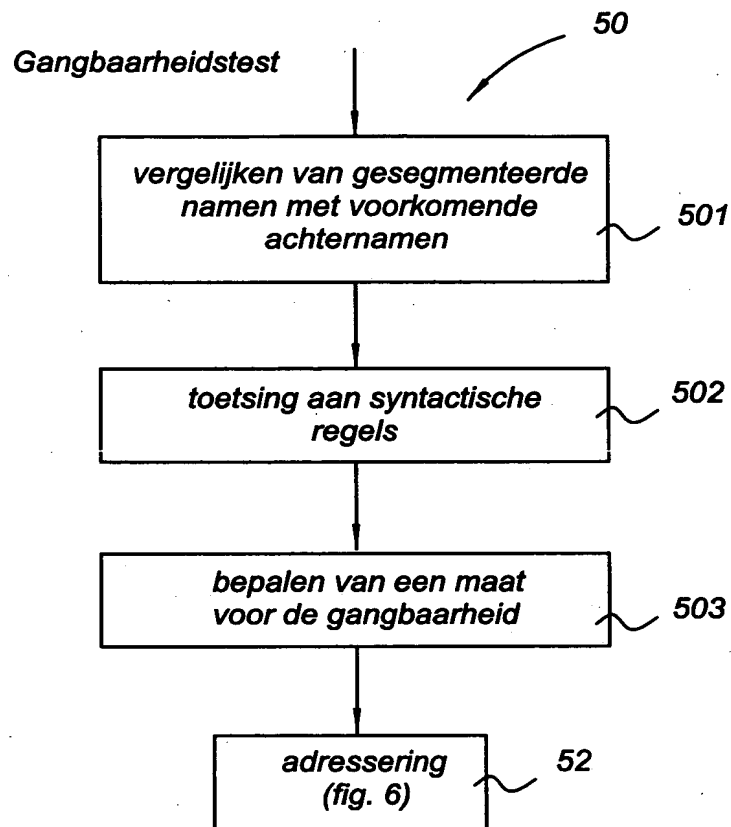 50
Gangbaarheidstest
vergelijken van gesegmenteerde
namen met voorkomende
achternamen
501
toetsing aan syntactische
regels
502
bepalen van een maat
voor de gangbaarheid
503
adressering
(fig. 6)
52